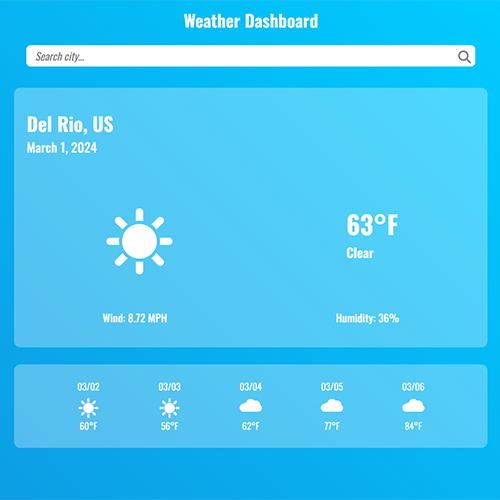 Weather Dashboard
Search city...
Del Rio, US
March 1, 2024
63°F
Clear
Wind: 8.72 MPH
Humidity: 36%
03/02 03/03 03/04 03/05 03/06
60°F 56°F 62°F 77°F 84°F